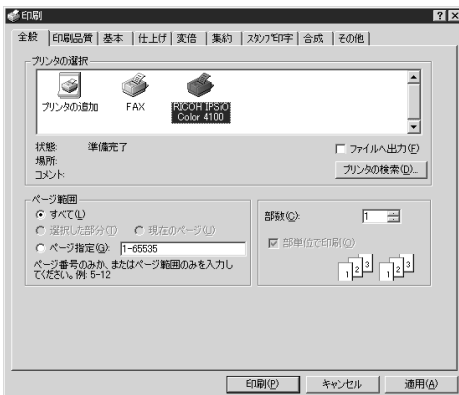 印刷
全般 印刷品質 基本 仕上げ 変倍 集約 スタンプ印字 合成 その他
プリンタの選択
プリンタの追加 FAX RICOH IPSiO Color 4100
状態: 準備完了
場所:
コメント:
ファイルへ出力(F)
プリンタの検索(D)...
ページ範囲
すべて(L)
選択した部分(T) 現在のページ(U)
ページ指定(G): 1-65535
ページ番号のみか、またはページ範囲のみを入力し
てください。例: 5-12
部数(C): 1
部単位で印刷(O)
1 2 3 1 2 3
印刷(P) キャンセル 適用(A)